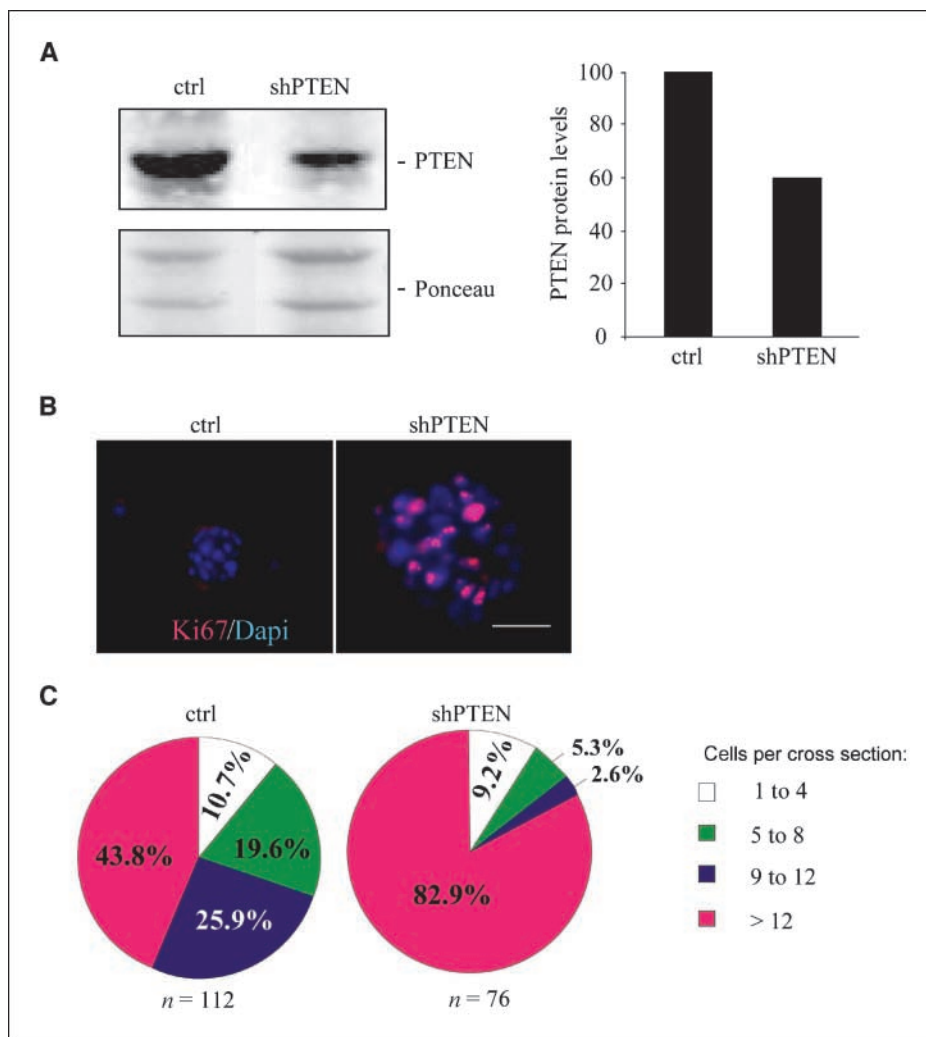 A
ctrl shPTEN
- PTEN
- Ponceau
PTEN protein levels
100
80
60
40
20
0
ctrl shPTEN
B
ctrl shPTEN
Ki67/Dapi
C
ctrl shPTEN
10.7%
19.6%
25.9%
43.8%
n = 112
9.2%
5.3%
2.6%
82.9%
n = 76
Cells per cross section:
1 to 4
5 to 8
9 to 12
> 12